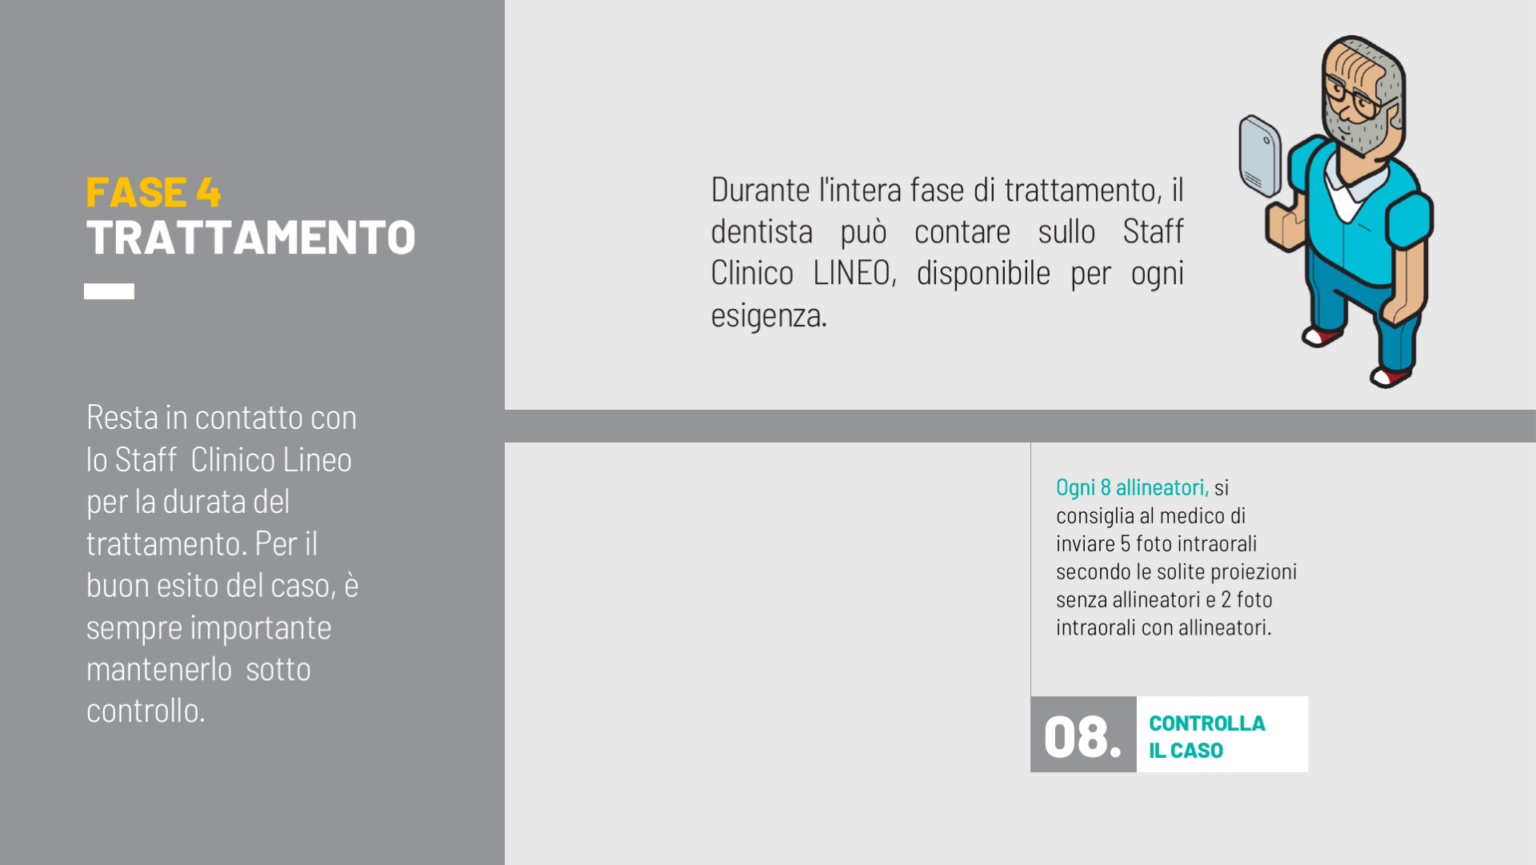 FASE 4
TRATTAMENTO
Resta in contatto con
lo Staff Clinico Lineo
per la durata del
trattamento. Per il
buon esito del caso, è
sempre importante
mantenerlo sotto
controllo.
Durante l'intera fase di trattamento, il
dentista può contare sullo Staff
Clinico LINEO, disponibile per ogni
esigenza.
Ogni 8 allineatori, si
consiglia al medico di
inviare 5 foto intraorali
secondo le solite proiezioni
senza allineatori e 2 foto
intraorali con allineatori.
08.
CONTROLLA
IL CASO